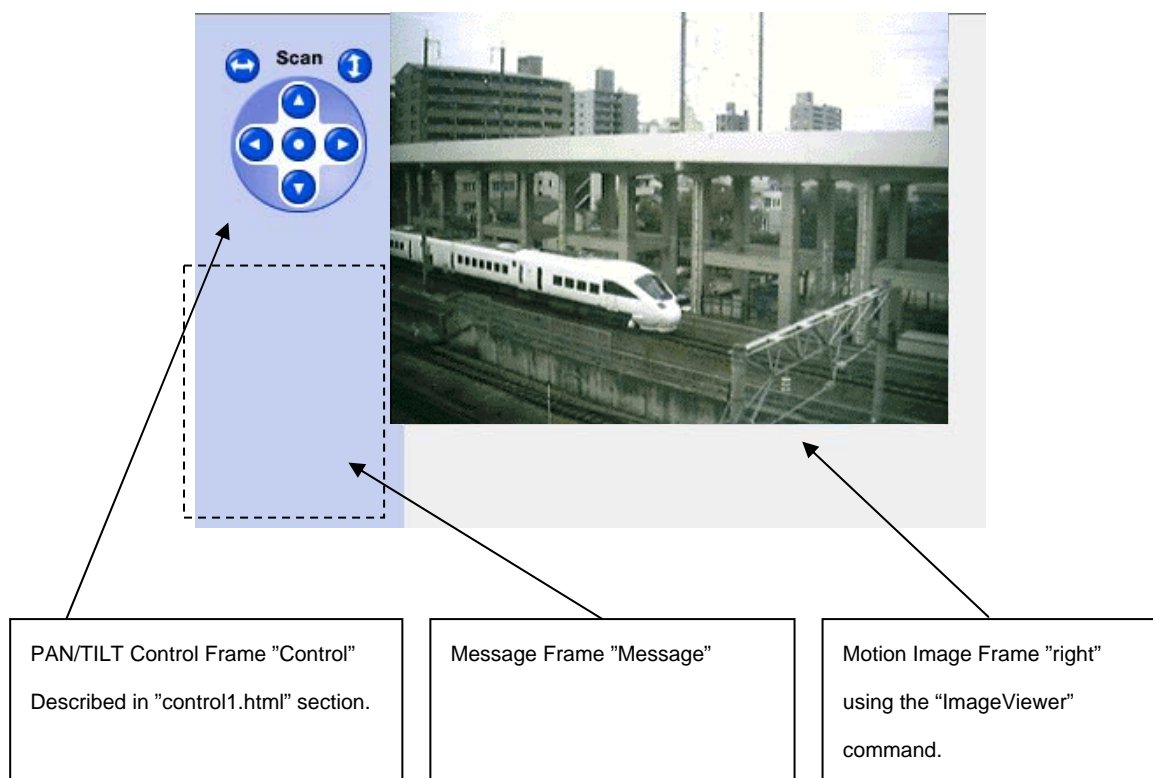 Scan
PAN/TILT Control Frame ”Control”
Described in ”control1.html” section.
Message Frame ”Message”
Motion Image Frame ”right”
using the “ImageViewer”
command.